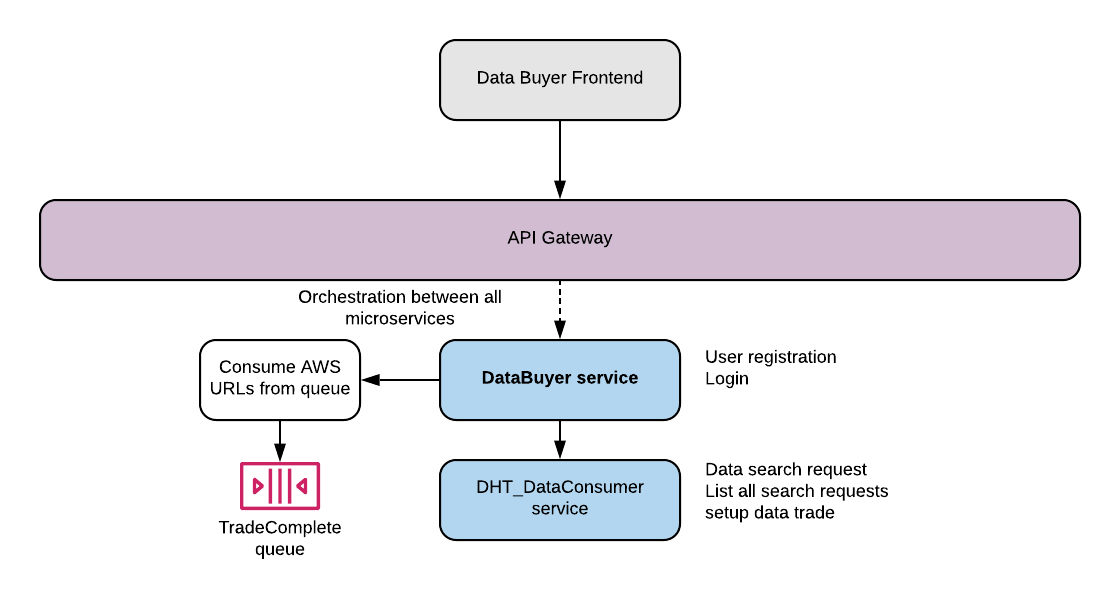 Data Buyer Frontend
API Gateway
Orchestration between all
microservices
Consume AWS
URLs from queue
DataBuyer service
User registration
Login
DHT_DataConsumer
service
Data search request
List all search requests
setup data trade
TradeComplete
queue